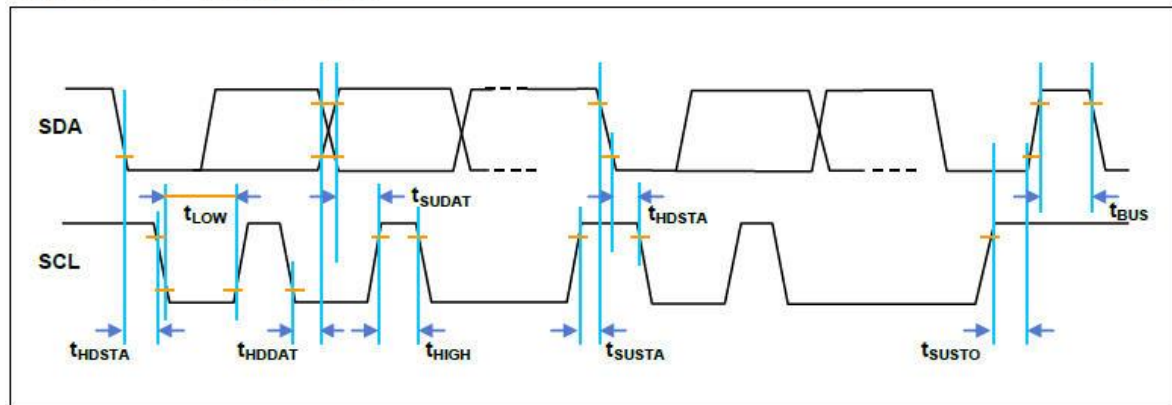 SDA
tSUDAT
tLOW
tHDSTA
tBUS
SCL
tHDSTA
tHDDAT
tHIGH
tSUSTA
tSUSTO